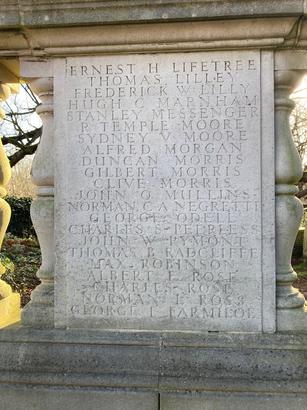 ERNEST H LIFETREE
THOMAS LILLEY
FREDERICK W LILLY
HUGH C MARNHAM
STANLEY MESSENGER
R TEMPLE MOORE
SYDNEY V MOORE
ALFRED MORGAN
DUNCAN MORRIS
GILBERT MORRIS
CLIVE MORRIS
JOHN O MULLINS
NORMAN C A NEGRETTI
GEORGE ODELL
CHARLES S PEERLESS
JOHN W PYMONT
THOMAS B RADCLIFFE
MAX ROBINSON
ALBERT E ROSE
CHARLES ROSE
NORMAN L ROSS
GEORGE L